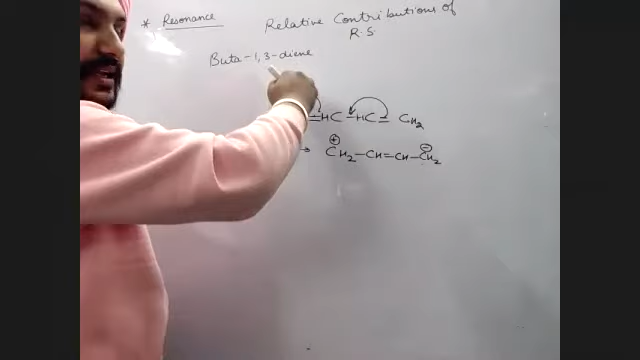 * Resonance Relative Contributions of
R.S.
Buta-1,3-diene
=HC-HC= CH2
→ ⊕CH2-CH=CH-⊖CH2